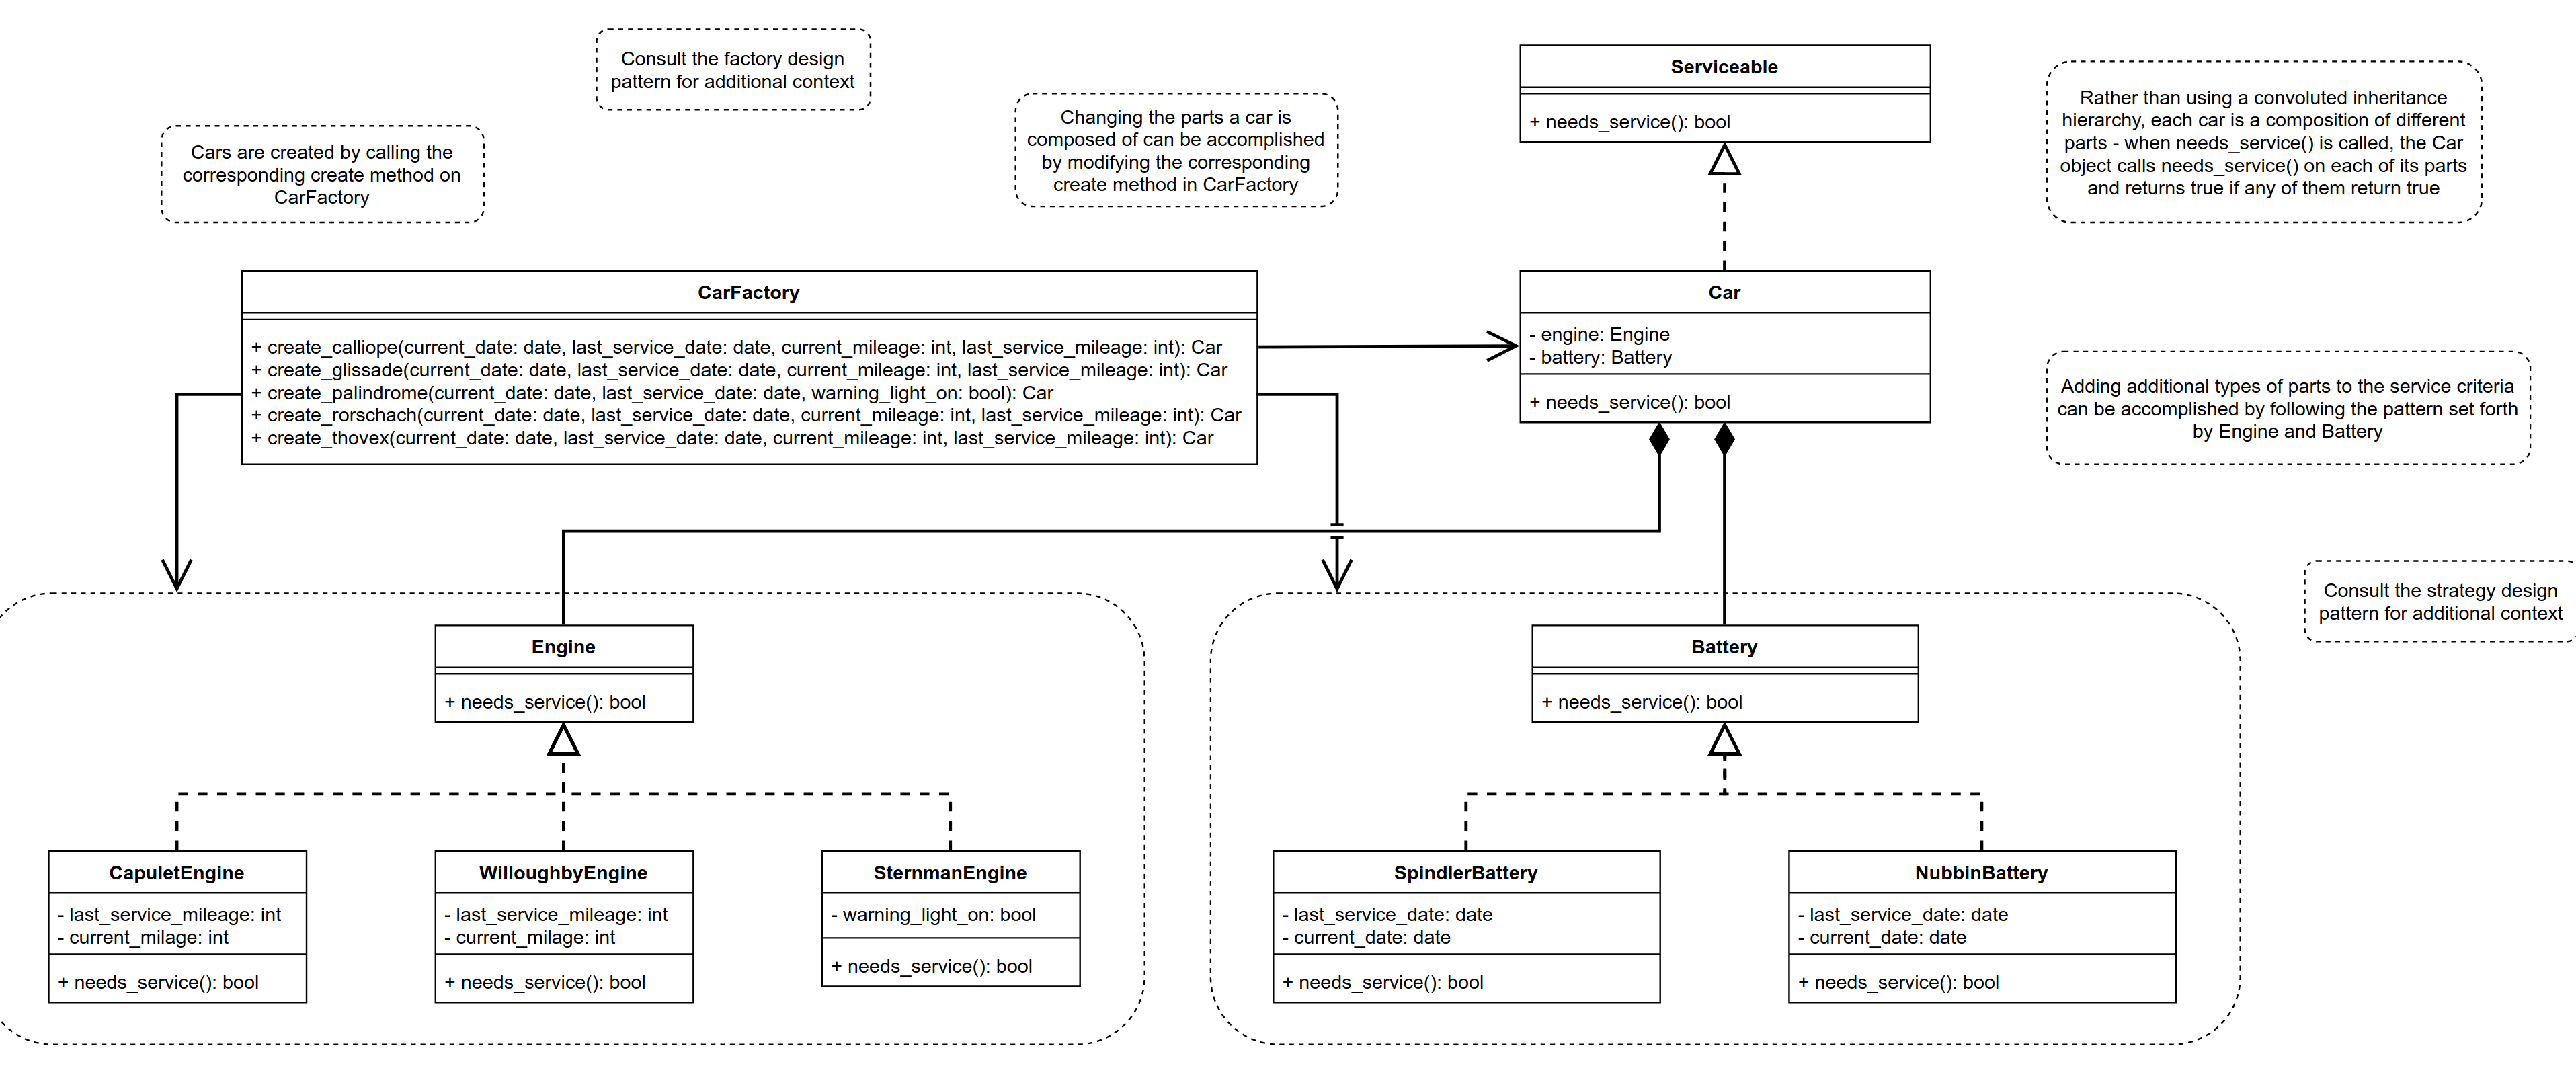 Consult the factory design
pattern for additional context
Cars are created by calling the
corresponding create method on
CarFactory
Changing the parts a car is
composed of can be accomplished
by modifying the corresponding
create method in CarFactory
Serviceable
+ needs_service(): bool
Rather than using a convoluted inheritance
hierarchy, each car is a composition of different
parts - when needs_service() is called, the Car
object calls needs_service() on each of its parts
and returns true if any of them return true
CarFactory
+ create_calliope(current_date: date, last_service_date: date, current_mileage: int, last_service_mileage: int): Car
+ create_glissade(current_date: date, last_service_date: date, current_mileage: int, last_service_mileage: int): Car
+ create_palindrome(current_date: date, last_service_date: date, warning_light_on: bool): Car
+ create_rorschach(current_date: date, last_service_date: date, current_mileage: int, last_service_mileage: int): Car
+ create_thovex(current_date: date, last_service_date: date, current_mileage: int, last_service_mileage: int): Car
Car
- engine: Engine
- battery: Battery
+ needs_service(): bool
Adding additional types of parts to the service criteria
can be accomplished by following the pattern set forth
by Engine and Battery
Consult the strategy design
pattern for additional context
Engine
+ needs_service(): bool
Battery
+ needs_service(): bool
CapuletEngine
- last_service_mileage: int
- current_milage: int
+ needs_service(): bool
WilloughbyEngine
- last_service_mileage: int
- current_milage: int
+ needs_service(): bool
SternmanEngine
- warning_light_on: bool
+ needs_service(): bool
SpindlerBattery
- last_service_date: date
- current_date: date
+ needs_service(): bool
NubbinBattery
- last_service_date: date
- current_date: date
+ needs_service(): bool